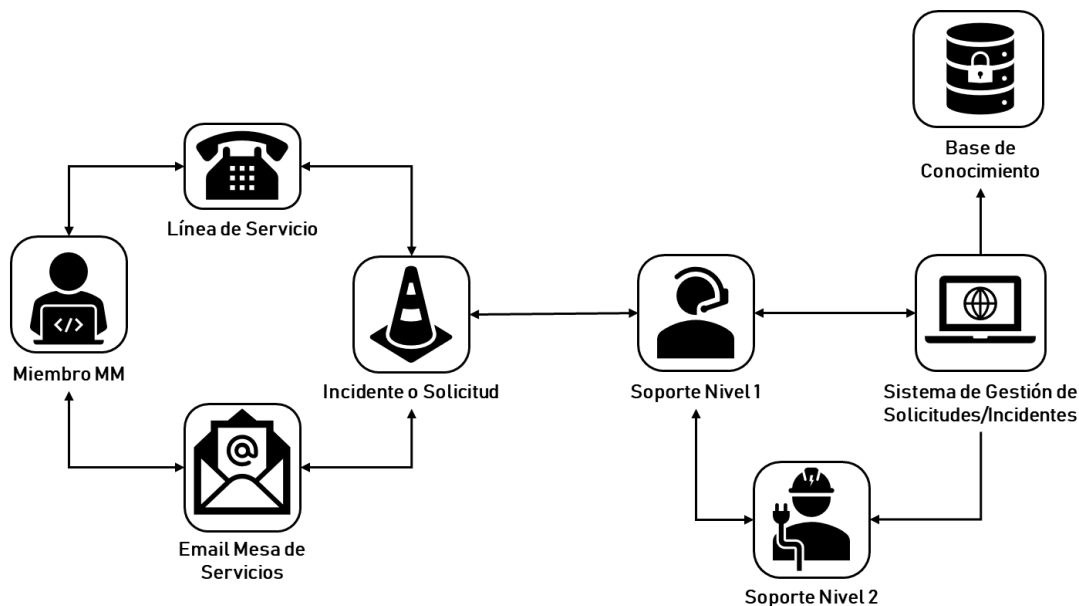 Base de
Conocimiento
Línea de Servicio
</>
Miembro MM
Incidente o Solicitud
Soporte Nivel 1
Sistema de Gestión de
Solicitudes/Incidentes
@
Email Mesa de
Servicios
Soporte Nivel 2